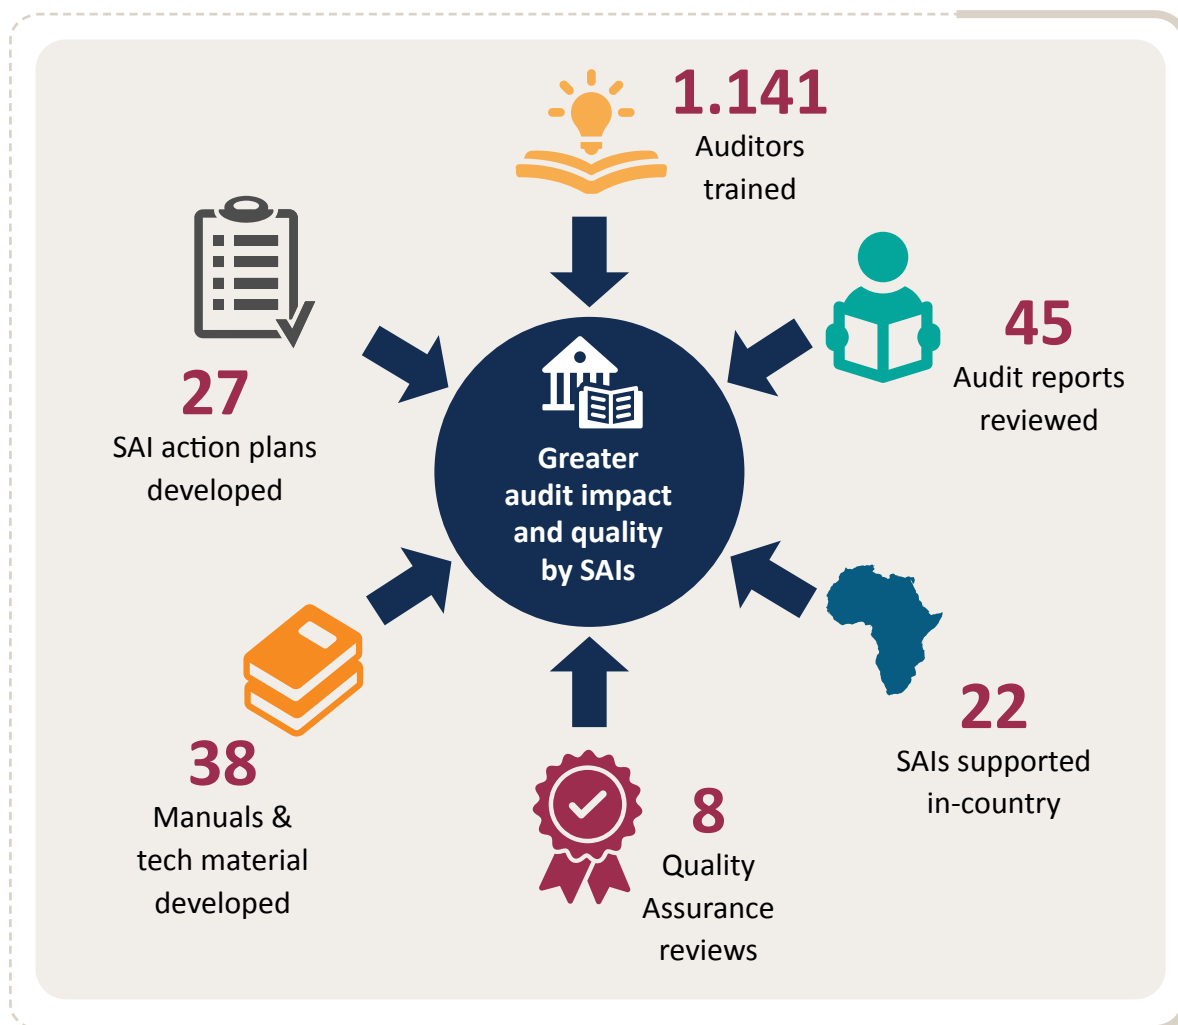 1.141
Auditors
trained
45
Audit reports
reviewed
22
SAIs supported
in-country
8
Quality
Assurance
reviews
38
Manuals &
tech material
developed
27
SAI action plans
developed
Greater
audit impact
and quality
by SAIs